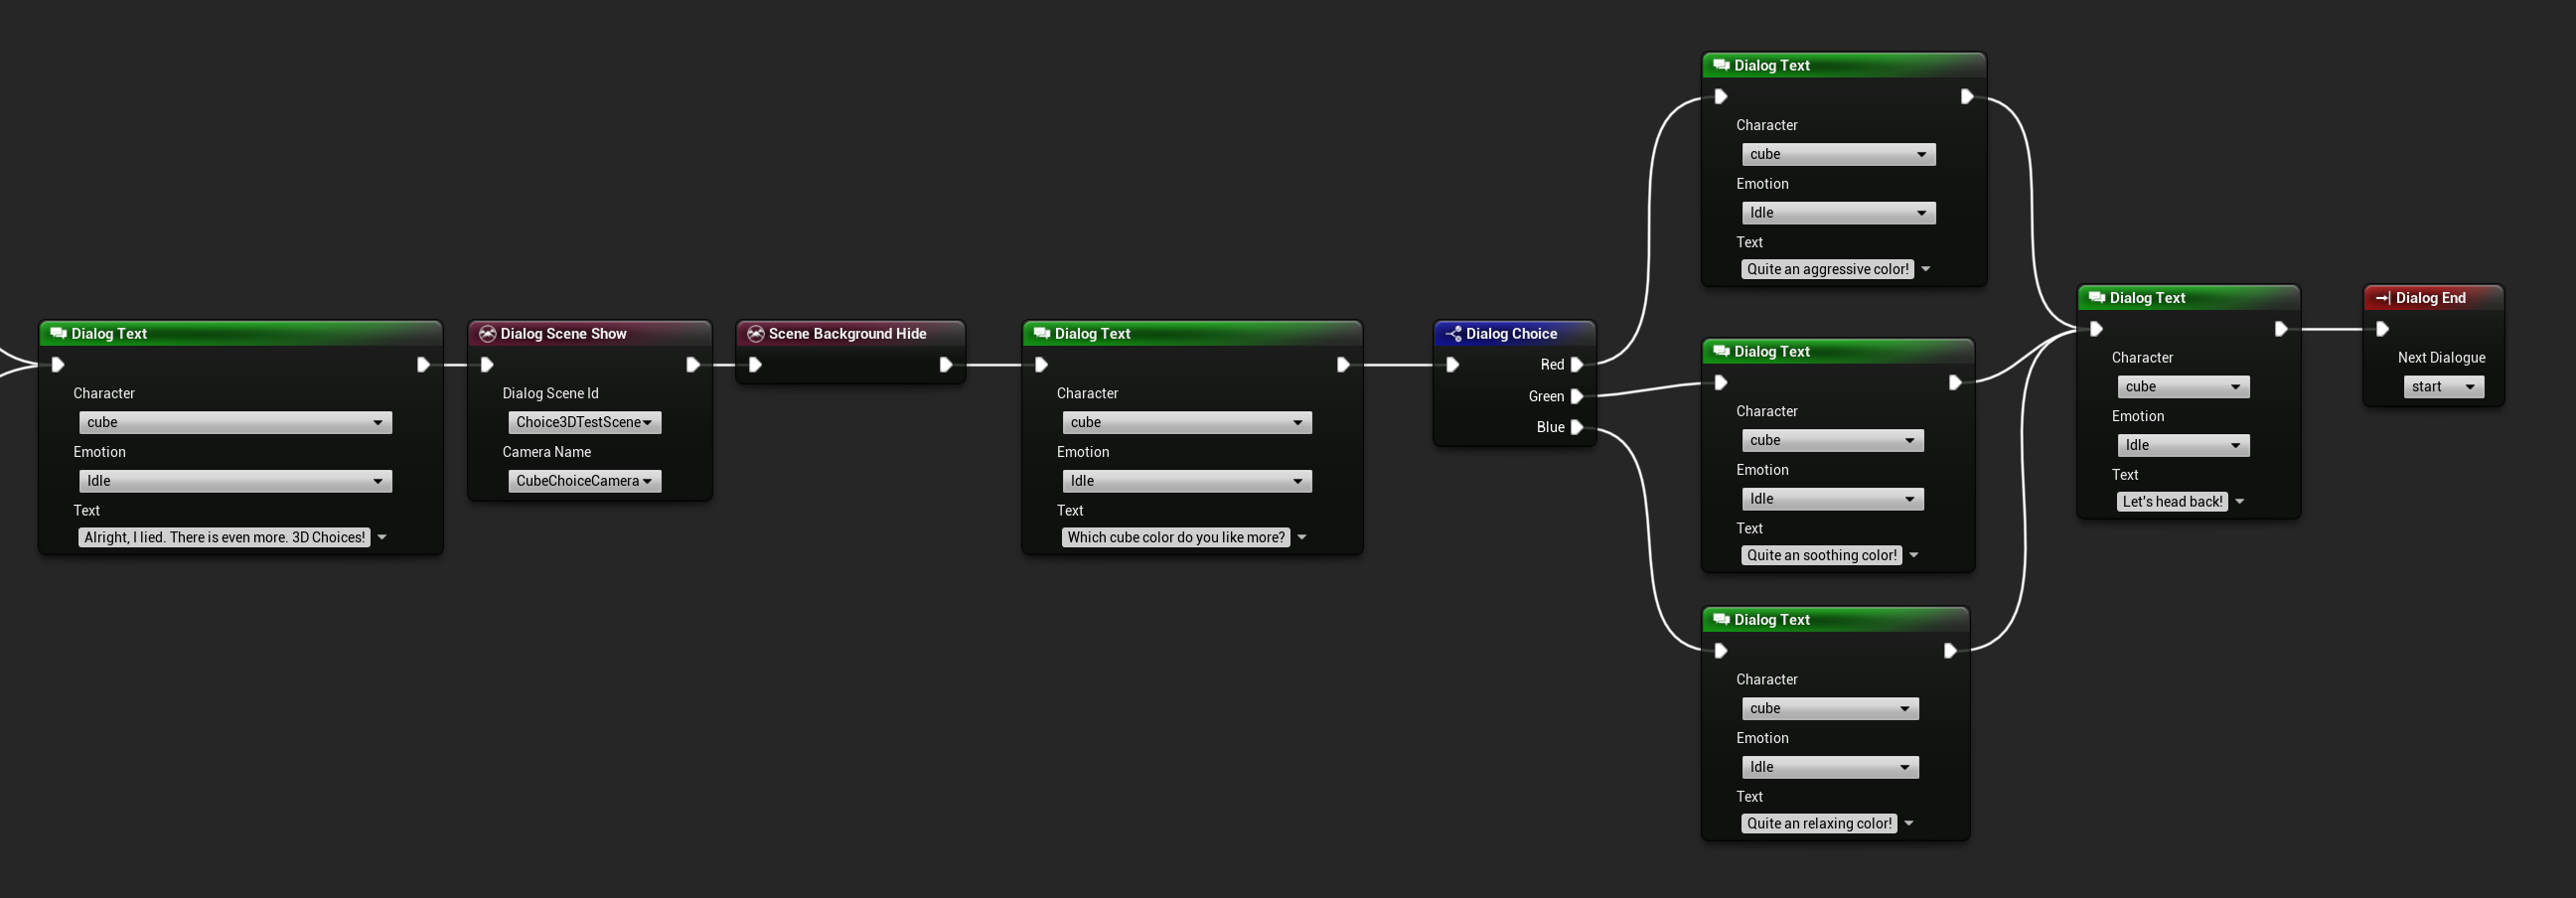 Dialog Text
Character
cube
Emotion
Idle
Text
Alright, I lied. There is even more. 3D Choices!
Dialog Scene Show
Dialog Scene Id
Choice3DTestScene
Camera Name
CubeChoiceCamera
Scene Background Hide
Dialog Text
Character
cube
Emotion
Idle
Text
Which cube color do you like more?
Dialog Choice
Red
Green
Blue
Dialog Text
Character
cube
Emotion
Idle
Text
Quite an aggressive color!
Dialog Text
Character
cube
Emotion
Idle
Text
Quite an soothing color!
Dialog Text
Character
cube
Emotion
Idle
Text
Quite an relaxing color!
Dialog Text
Character
cube
Emotion
Idle
Text
Let's head back!
Dialog End
Next Dialogue
start